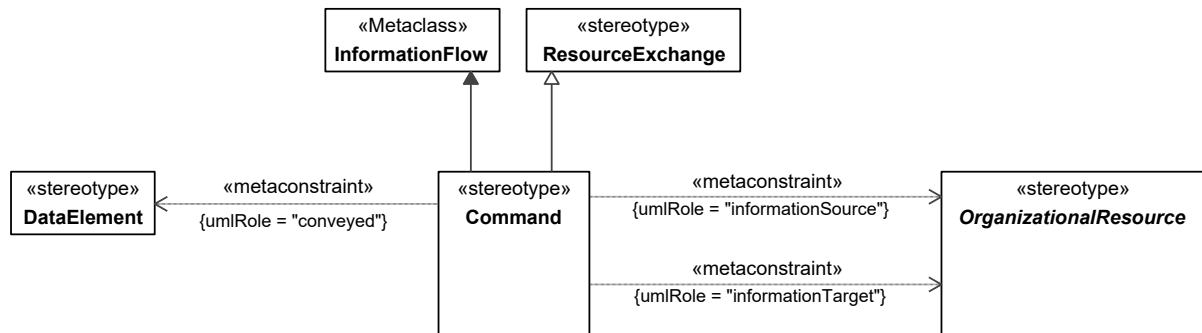 «Metaclass»
InformationFlow
«stereotype»
ResourceExchange
«stereotype»
DataElement
«metaconstraint»
{umlRole = "conveyed"}
«stereotype»
Command
«metaconstraint»
{umlRole = "informationSource"}
«metaconstraint»
{umlRole = "informationTarget"}
«stereotype»
OrganizationalResource